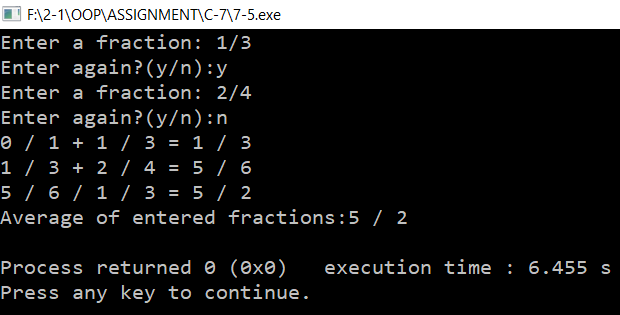 F:\2-1\OOP\ASSIGNMENT\C-7\7-5.exe
Enter a fraction: 1/3
Enter again?(y/n):y
Enter a fraction: 2/4
Enter again?(y/n):n
0 / 1 + 1 / 3 = 1 / 3
1 / 3 + 2 / 4 = 5 / 6
5 / 6 / 1 / 3 = 5 / 2
Average of entered fractions:5 / 2
Process returned 0 (0x0)   execution time : 6.455 s
Press any key to continue.